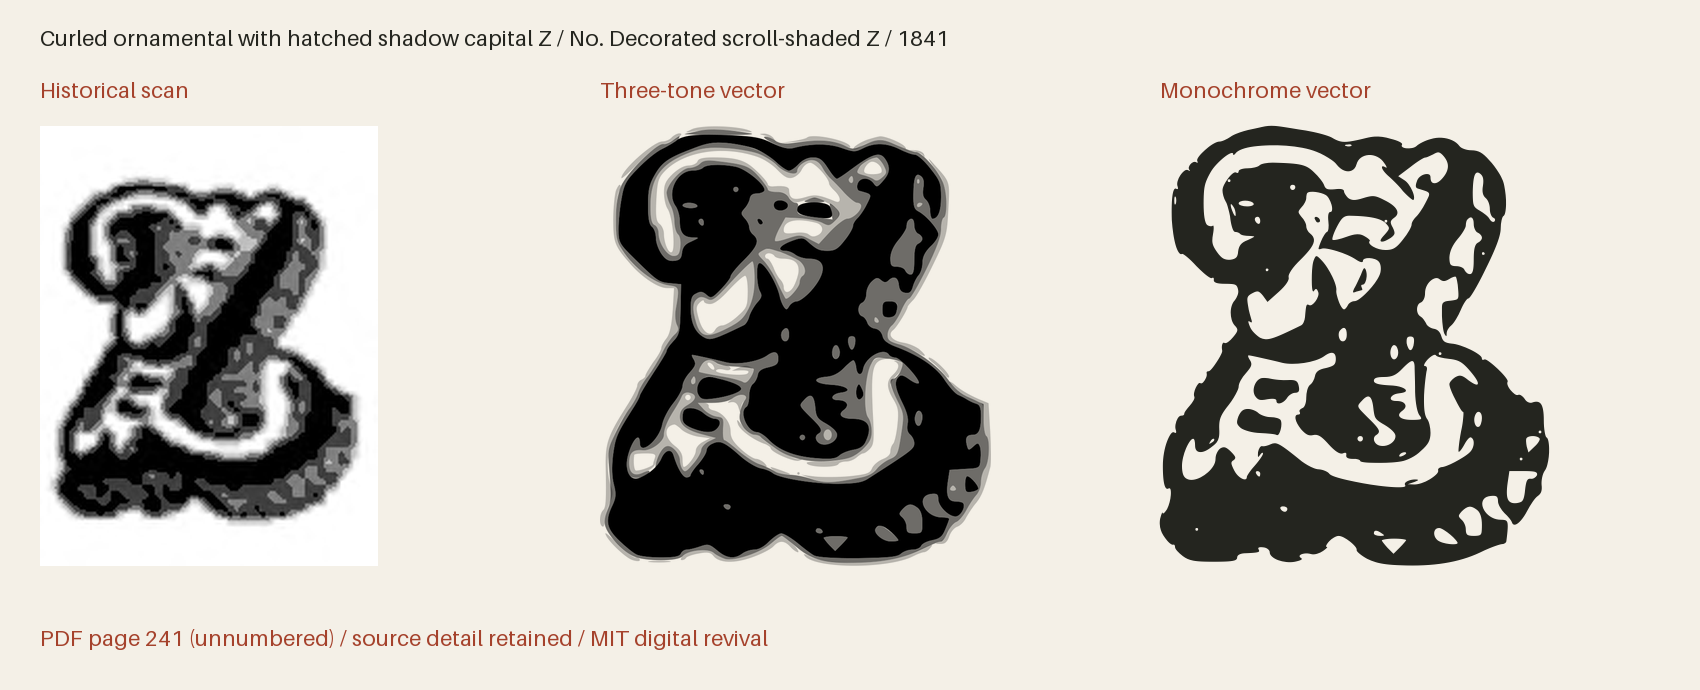 Curled ornamental with hatched shadow capital Z / No. Decorated scroll-shaded Z / 1841
Historical scan
Three-tone vector
Monochrome vector
Z
Z
Z
PDF page 241 (unnumbered) / source detail retained / MIT digital revival